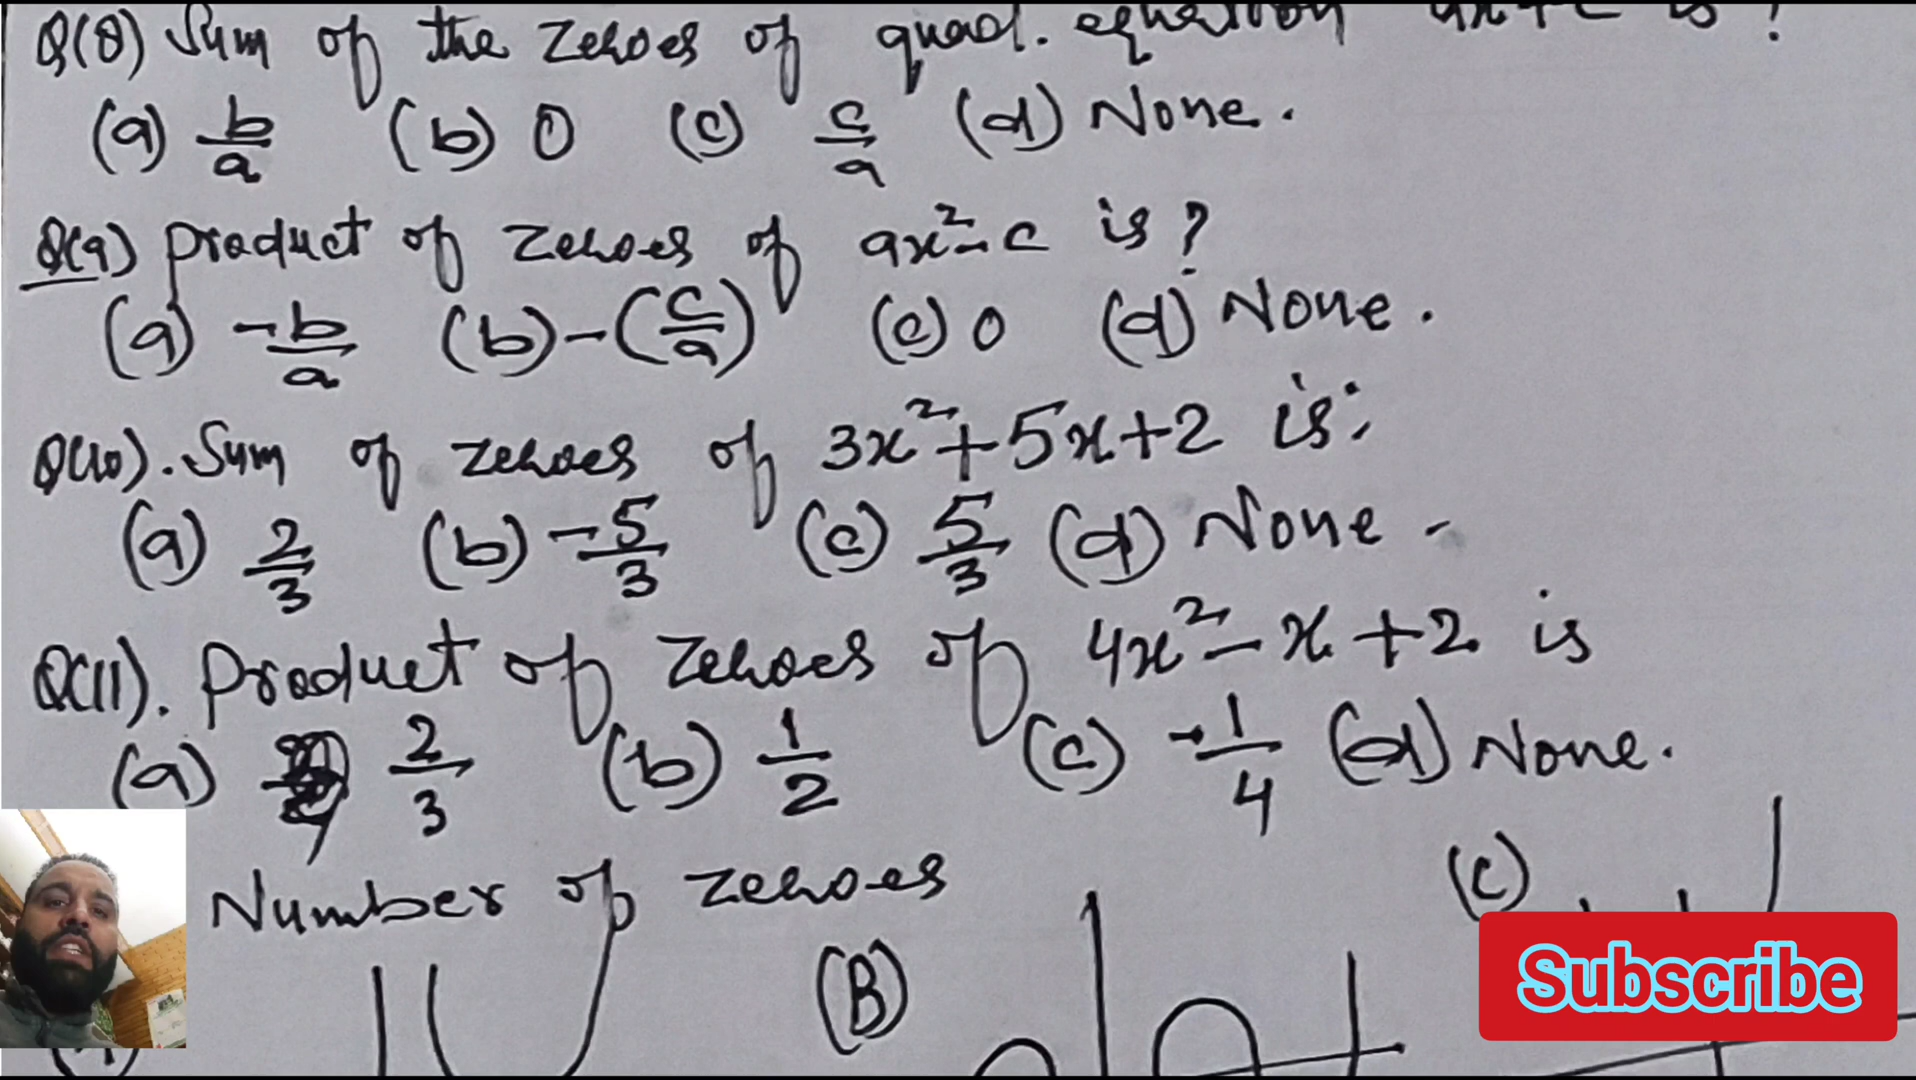 Q(8) Sum of the zeroes of quad. equation ax²+c is?
(a) b/a (b) 0 (c) c/a (d) None.
Q(9) product of zeroes of ax²-c is?
(a) -b/a (b) -(c/a) (c) 0 (d) None.
Q(10). Sum of zeroes of 3x²+5x+2 is:
(a) 2/3 (b) -5/3 (c) 5/3 (d) None.
Q(11). Product of zeroes of 4x²-x+2 is
(a) 2/3 (b) 1/2 (c) -1/4 (d) None.
Number of zeroes
(B)
(C)
Subscribe